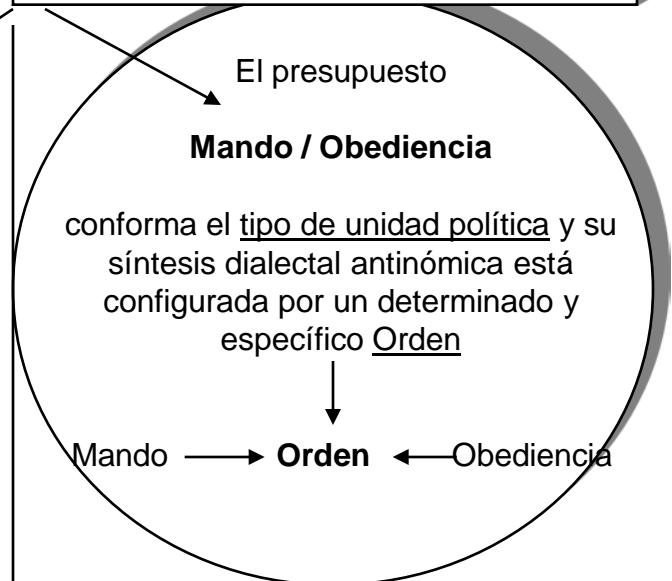 El presupuesto
Mando / Obediencia
conforma el tipo de unidad política y su
síntesis dialectal antinómica está
configurada por un determinado y
específico Orden
Mando Orden Obediencia